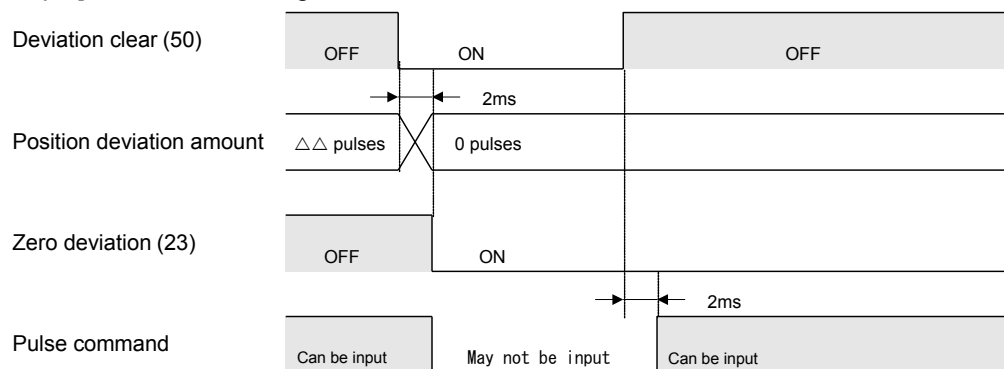 Deviation clear (50)
OFF
ON
OFF
2ms
Position deviation amount
△△ pulses
0 pulses
Zero deviation (23)
OFF
ON
2ms
Pulse command
Can be input
May not be input
Can be input